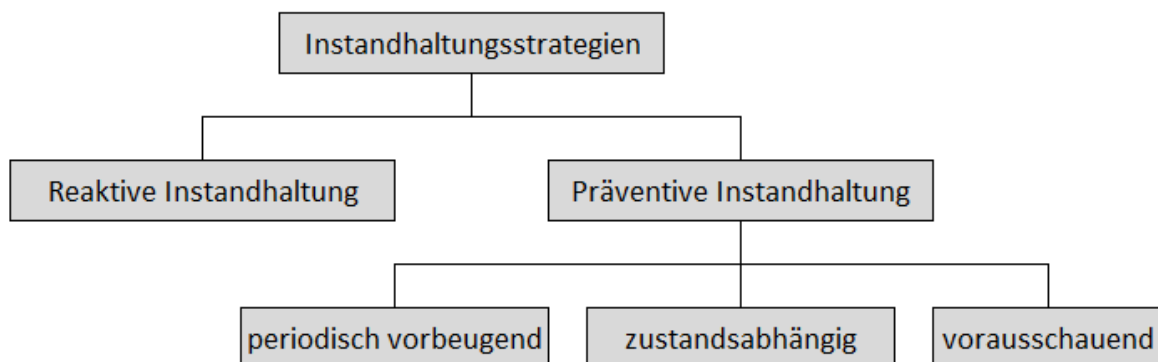 Instandhaltungsstrategien
Reaktive Instandhaltung
Präventive Instandhaltung
periodisch vorbeugend
zustandsabhängig
vorausschauend